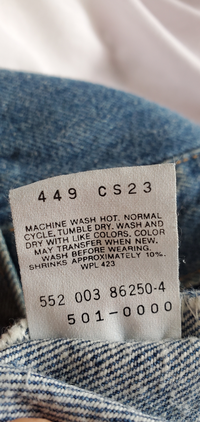 449 CS23
MACHINE WASH HOT. NORMAL
CYCLE. TUMBLE DRY. WASH AND
DRY WITH LIKE COLORS. COLOR
MAY TRANSFER WHEN NEW.
WASH BEFORE WEARING.
SHRINKS APPROXIMATELY 10%.
WPL 423
552 003 86250-4
501-0000